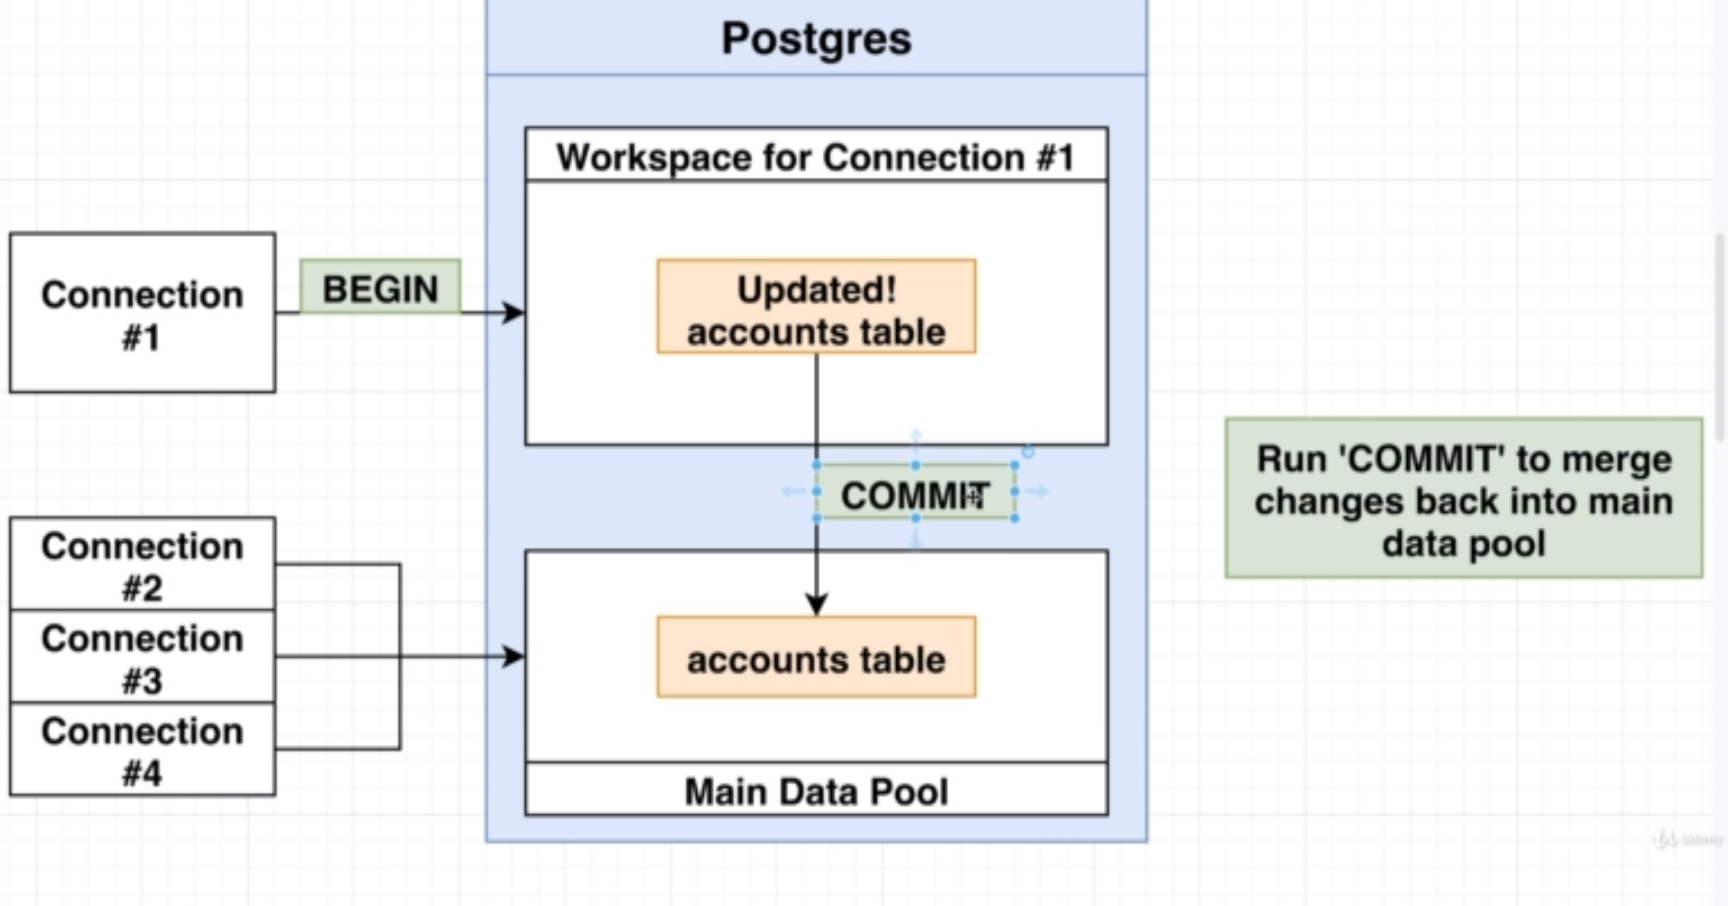 Postgres
Workspace for Connection #1
Connection
#1
BEGIN
Updated!
accounts table
COMMIT
Run 'COMMIT' to merge
changes back into main
data pool
Connection
#2
Connection
#3
Connection
#4
accounts table
Main Data Pool
Udemy